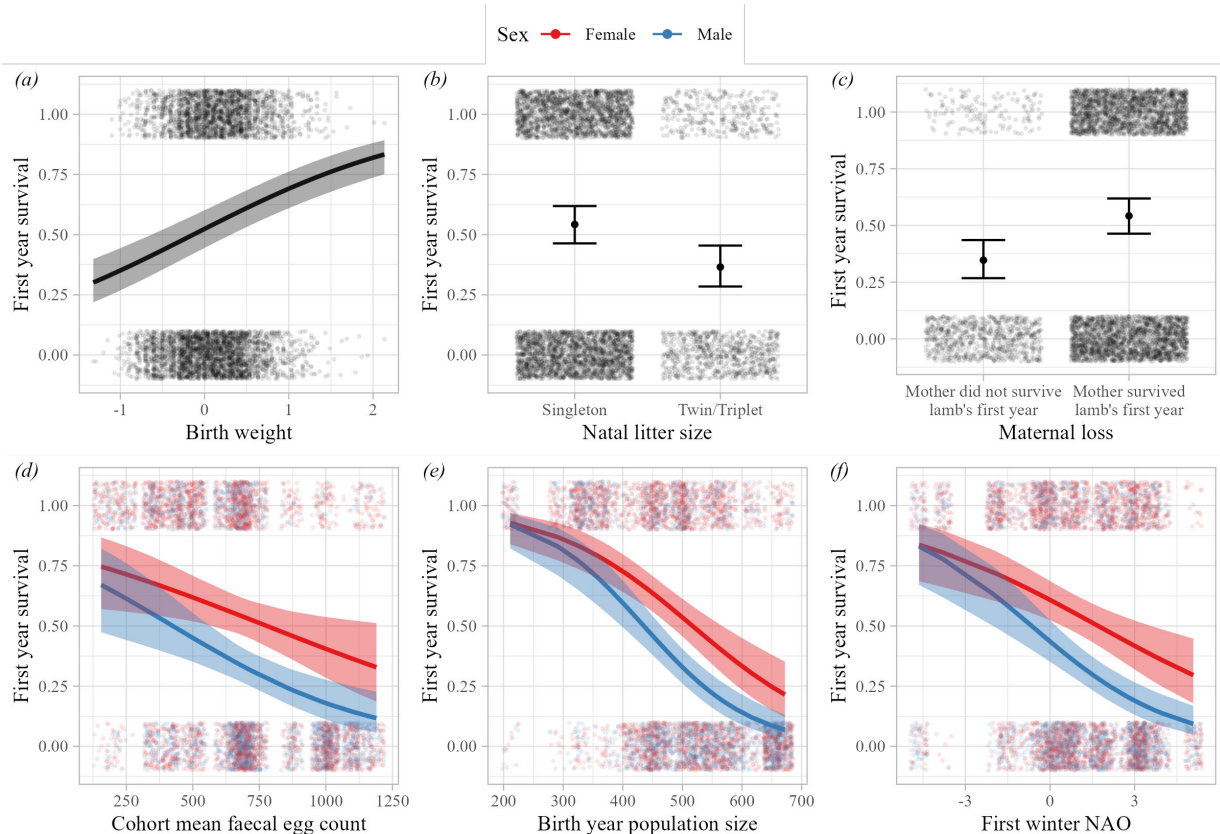 Sex Female Male
(a) (b) (c)
First year survival
1.00
0.75
0.50
0.25
0.00
-1 0 1 2
Birth weight
First year survival
1.00
0.75
0.50
0.25
0.00
Singleton Twin/Triplet
Natal litter size
First year survival
1.00
0.75
0.50
0.25
0.00
Mother did not survive Mother survived
lamb's first year lamb's first year
Maternal loss
(d) (e) (f)
First year survival
1.00
0.75
0.50
0.25
0.00
250 500 750 1000 1250
Cohort mean faecal egg count
First year survival
1.00
0.75
0.50
0.25
0.00
200 300 400 500 600 700
Birth year population size
First year survival
1.00
0.75
0.50
0.25
0.00
-3 0 3
First winter NAO